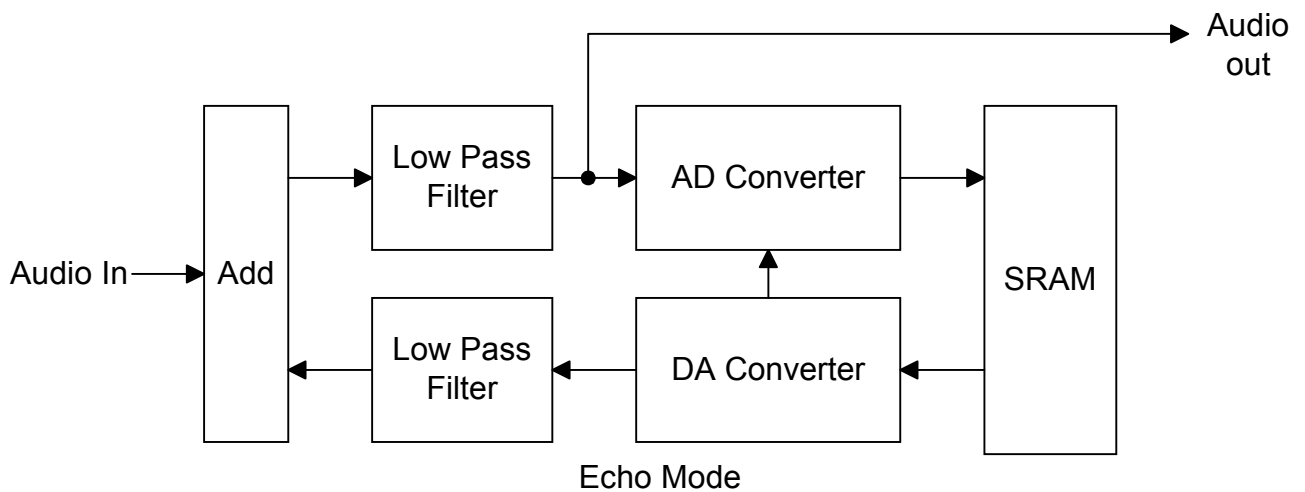 Audio
out
Low Pass
Filter
AD Converter
Audio In
Add
SRAM
Low Pass
Filter
DA Converter
Echo Mode